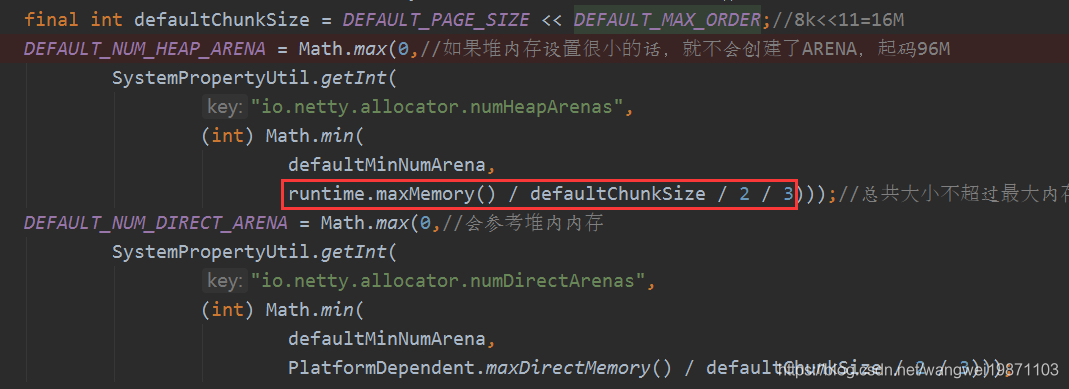 final int defaultChunkSize = DEFAULT_PAGE_SIZE << DEFAULT_MAX_ORDER;//8k<<11=16M
DEFAULT_NUM_HEAP_ARENA = Math.max(0,//如果堆内存设置很小的话，就不会创建了ARENA，起码96M
SystemPropertyUtil.getInt(
key: "io.netty.allocator.numHeapArenas",
(int) Math.min(
defaultMinNumArena,
runtime.maxMemory() / defaultChunkSize / 2 / 3)));//总共大小不超过最大内存
DEFAULT_NUM_DIRECT_ARENA = Math.max(0,//会参考堆内内存
SystemPropertyUtil.getInt(
key: "io.netty.allocator.numDirectArenas",
(int) Math.min(
defaultMinNumArena,
PlatformDependent.maxDirectMemory() / defaultChunkSize / 2 / 3)));
https://blog.csdn.net/wangwei19871103